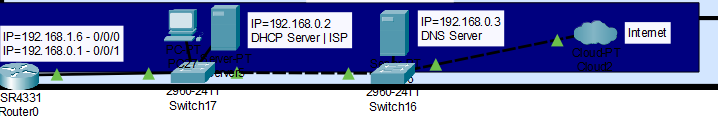 IP=192.168.1.6 - 0/0/0
IP=192.168.0.1 - 0/0/1
SR4331
Router0
IP=192.168.0.2
DHCP Server | ISP
2960-24TT
Switch17
IP=192.168.0.3
DNS Server
2960-24TT
Switch16
Internet
Cloud-PT
Cloud2